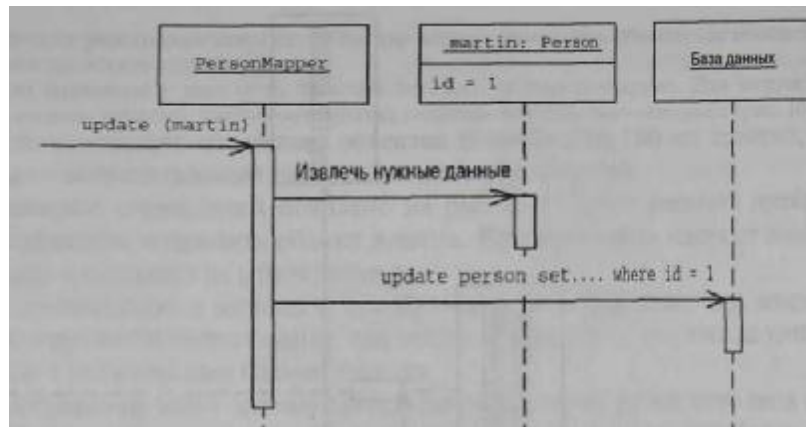 PersonMapper
martin: Person
id = 1
База данных
update (martin)
Извлечь нужные данные
update person set.... where id = 1